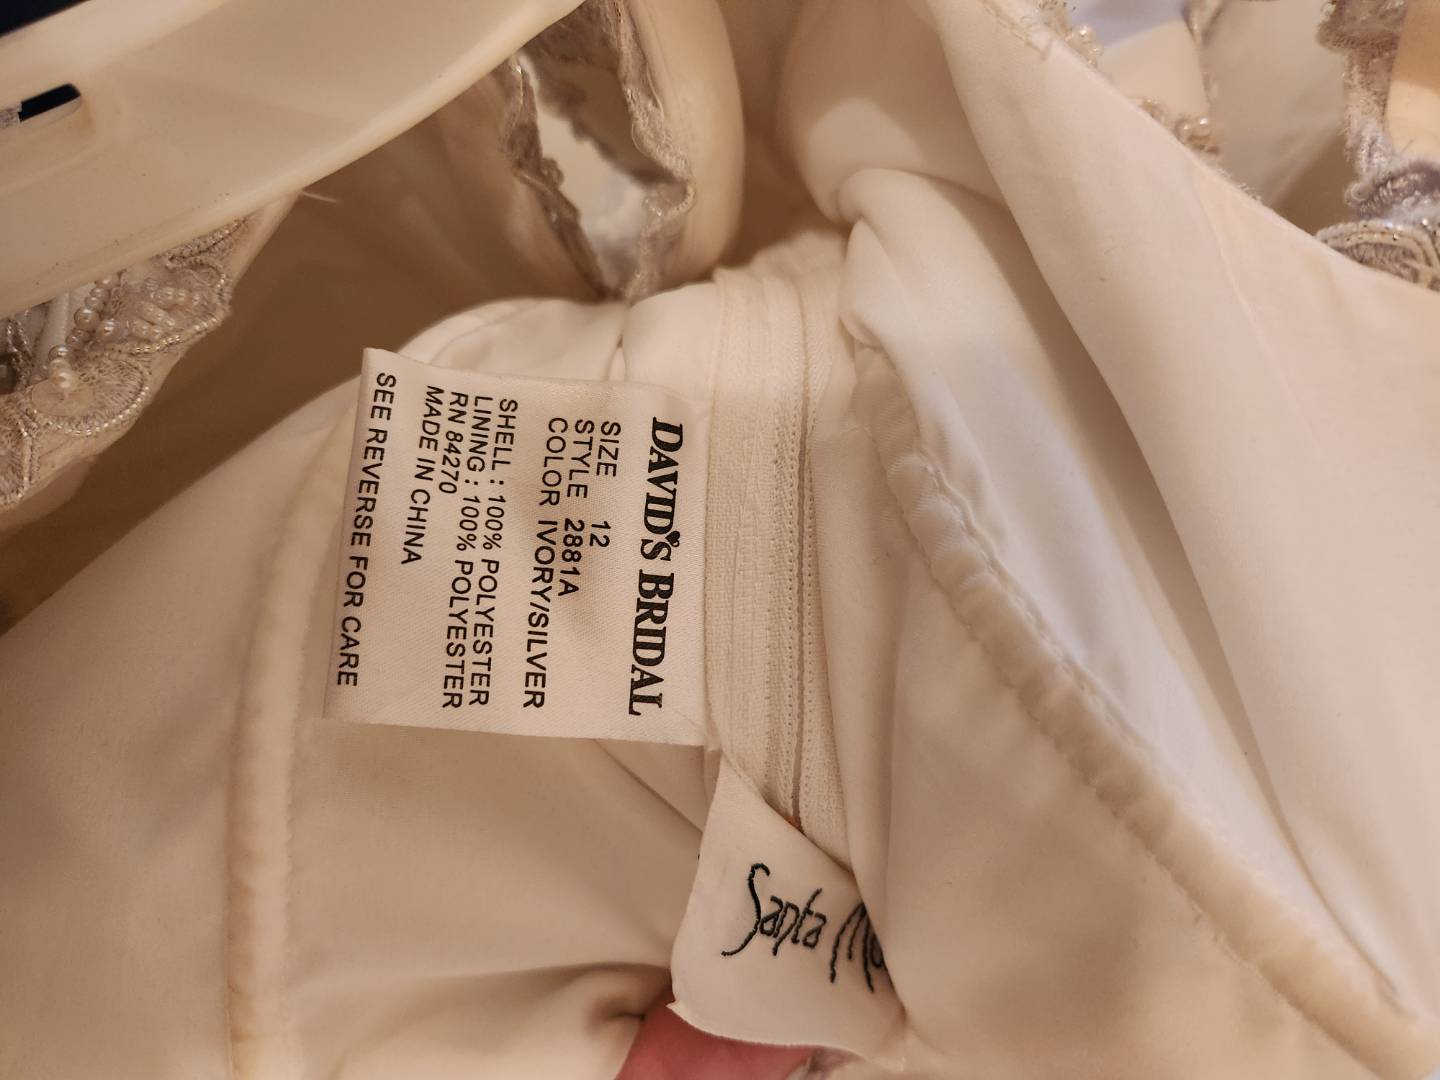 DAVID'S BRIDAL
SIZE 12
STYLE 2881A
COLOR IVORY/SILVER
SHELL : 100% POLYESTER
LINING : 100% POLYESTER
RN 84270
MADE IN CHINA
SEE REVERSE FOR CARE
Santa